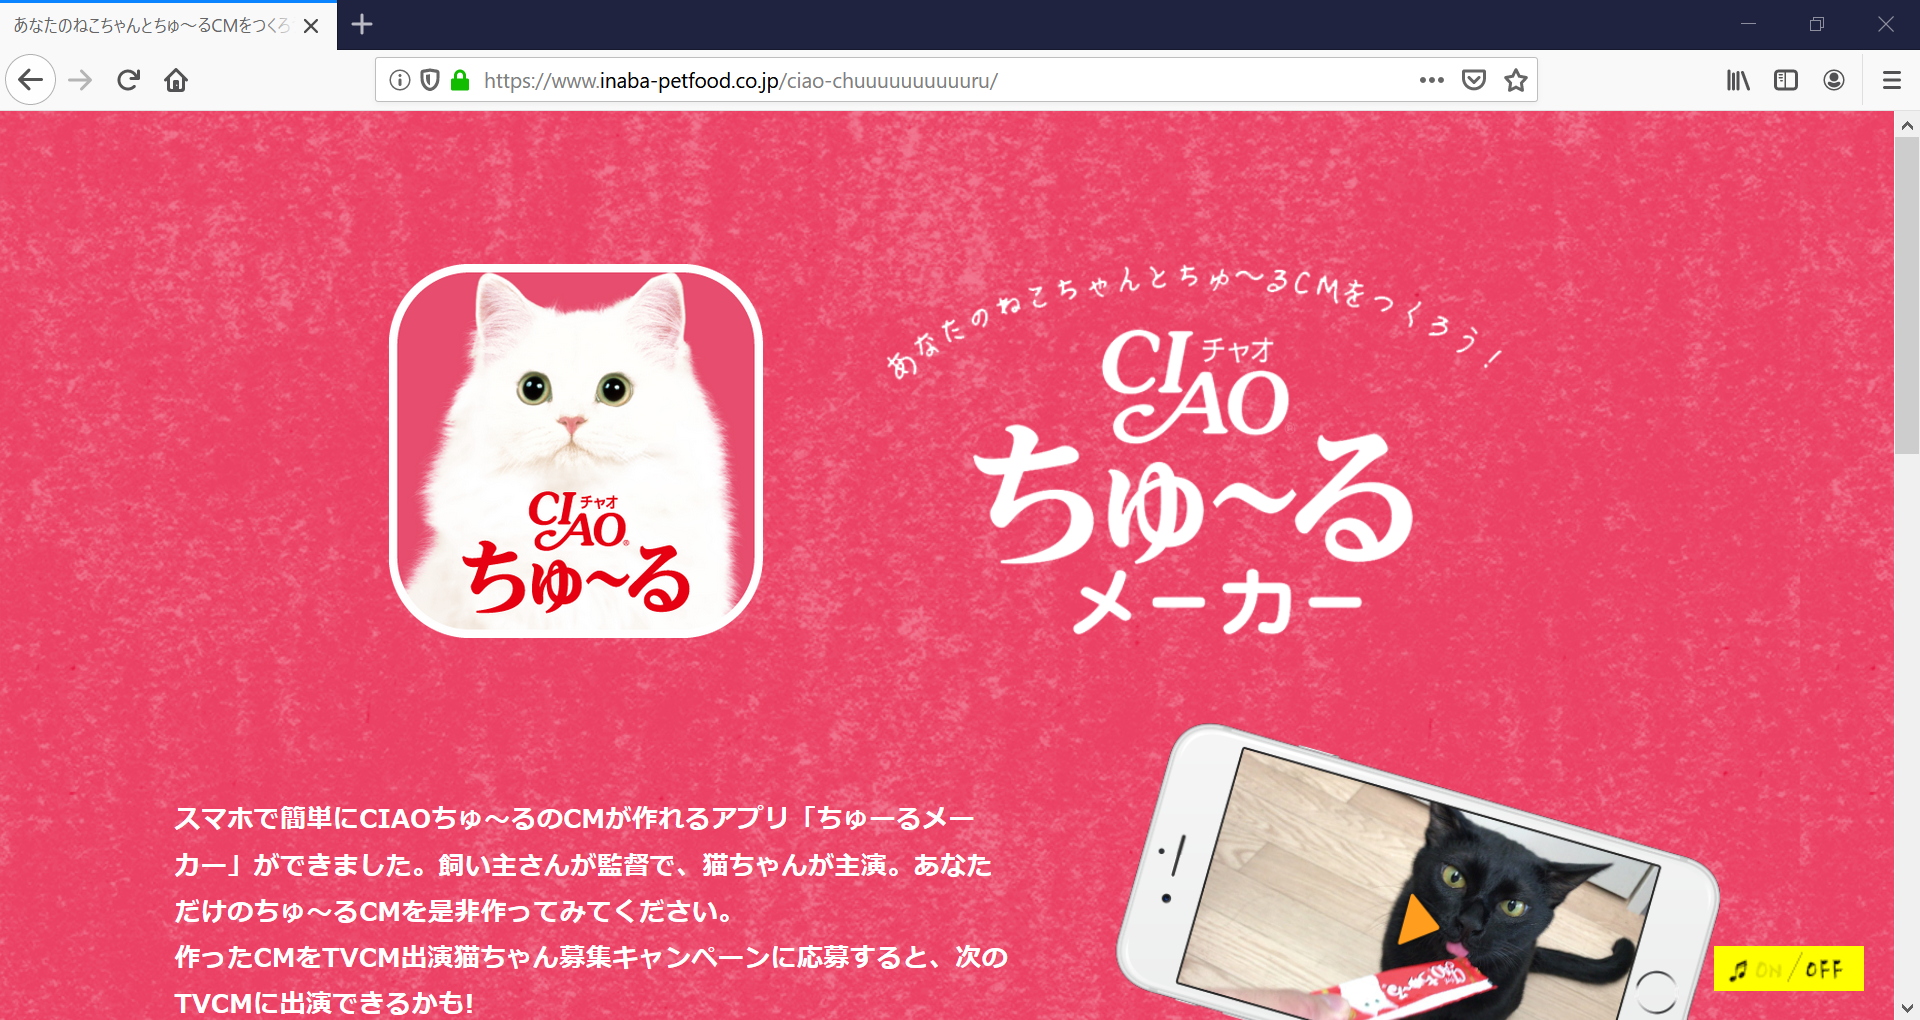 あなたのねこちゃんとちゅ～るCMをつくろ
https://www.inaba-petfood.co.jp/ciao-chuuuuuuuuuuru/
あなたのねこちゃんとちゅ～るCMをつくろう!
CIAO チャオ
ちゅ～る
メーカー
CIAO チャオ
ちゅ～る
スマホで簡単にCIAOちゅ～るのCMが作れるアプリ「ちゅーるメー
カー」ができました。飼い主さんが監督で、猫ちゃんが主演。あなた
だけのちゅ～るCMを是非作ってみてください。
作ったCMをTVCM出演猫ちゃん募集キャンペーンに応募すると、次の
TVCMに出演できるかも!
ON/OFF